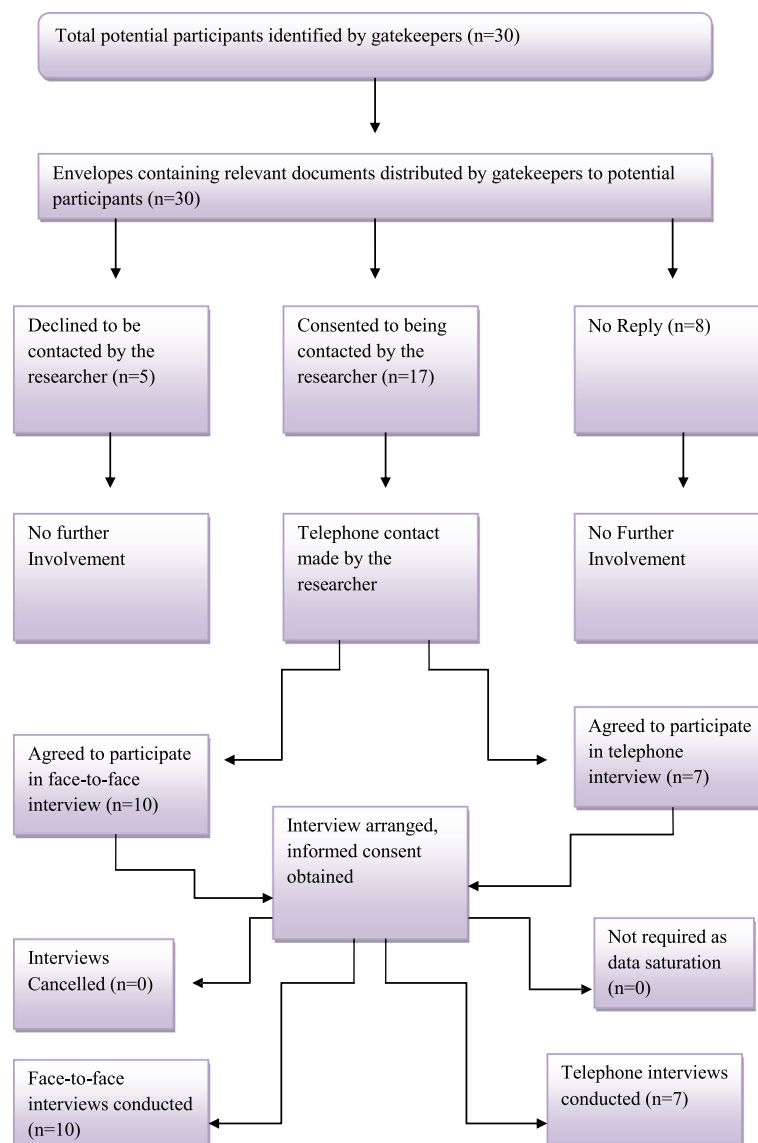 Total potential participants identified by gatekeepers (n=30)
Envelopes containing relevant documents distributed by gatekeepers to potential
participants (n=30)
Declined to be
contacted by the
researcher (n=5)
Consented to being
contacted by the
researcher (n=17)
No Reply (n=8)
No further
Involvement
Telephone contact
made by the
researcher
No Further
Involvement
Agreed to participate
in face-to-face
interview (n=10)
Agreed to participate
in telephone
interview (n=7)
Interview arranged,
informed consent
obtained
Interviews
Cancelled (n=0)
Not required as
data saturation
(n=0)
Face-to-face
interviews conducted
(n=10)
Telephone interviews
conducted (n=7)